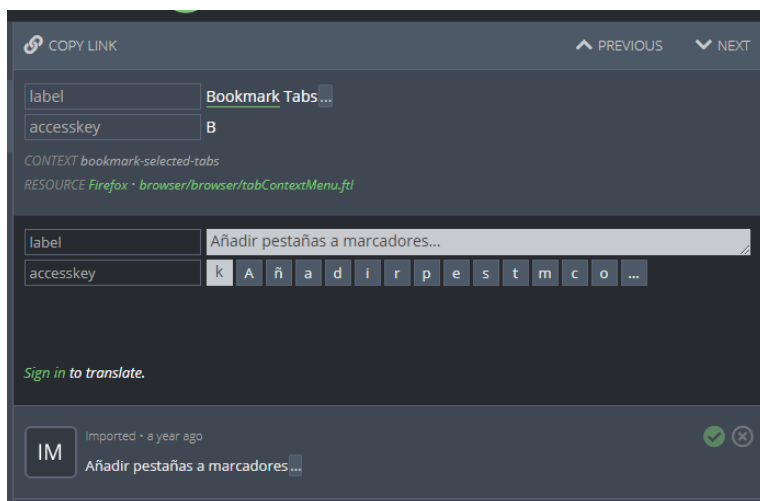 COPY LINK PREVIOUS NEXT
label Bookmark Tabs...
accesskey B
CONTEXT bookmark-selected-tabs
RESOURCE Firefox · browser/browser/tabContextMenu.ftl
label Añadir pestañas a marcadores...
accesskey k A ñ a d i r p e s t m c o ...
Sign in to translate.
Imported · a year ago
IM
Añadir pestañas a marcadores...